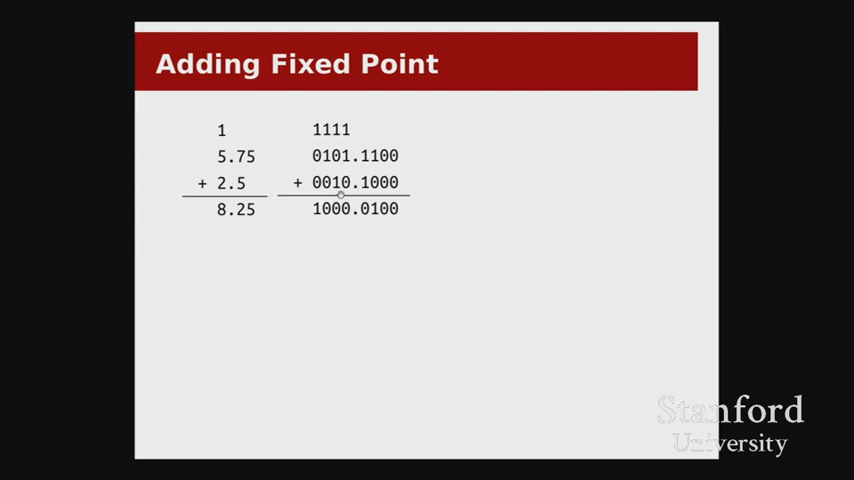 Adding Fixed Point
1 1111
5.75 0101.1100
+ 2.5 + 0010.1000
8.25 1000.0100
Stanford
University